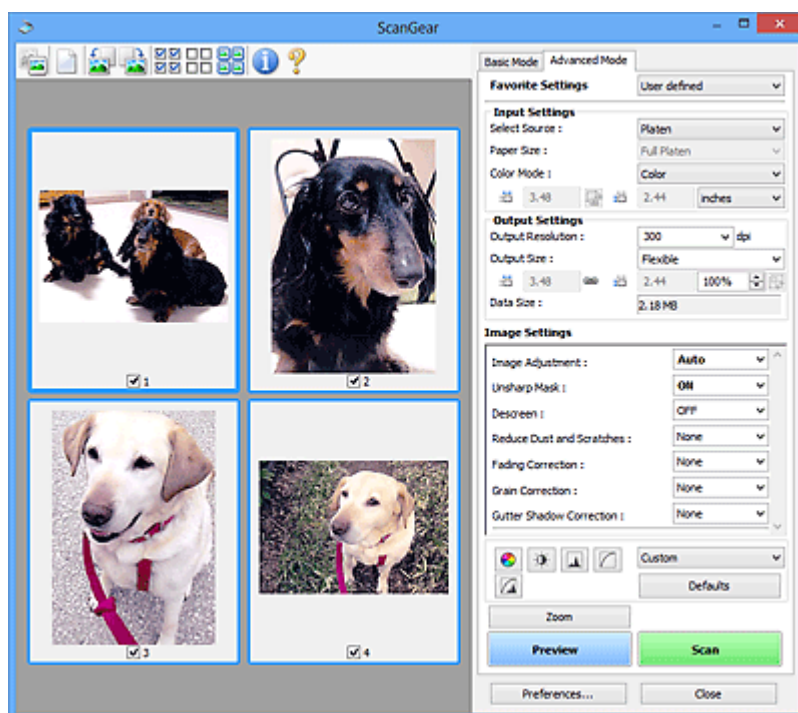 ScanGear
Basic Mode Advanced Mode
Favorite Settings User defined
Input Settings
Select Source : Platen
Paper Size : Full Platen
Color Mode : Color
3.48 2.44 inches
Output Settings
Output Resolution : 300 dpi
Output Size : Flexible
3.48 2.44 100%
Data Size : 2.18 MB
Image Settings
Image Adjustment : Auto
Unsharp Mask : ON
Descreen : OFF
Reduce Dust and Scratches : None
Fading Correction : None
Grain Correction : None
Gutter Shadow Correction : None
Custom
Defaults
Zoom
Preview Scan
Preferences... Close
1
2
3
4